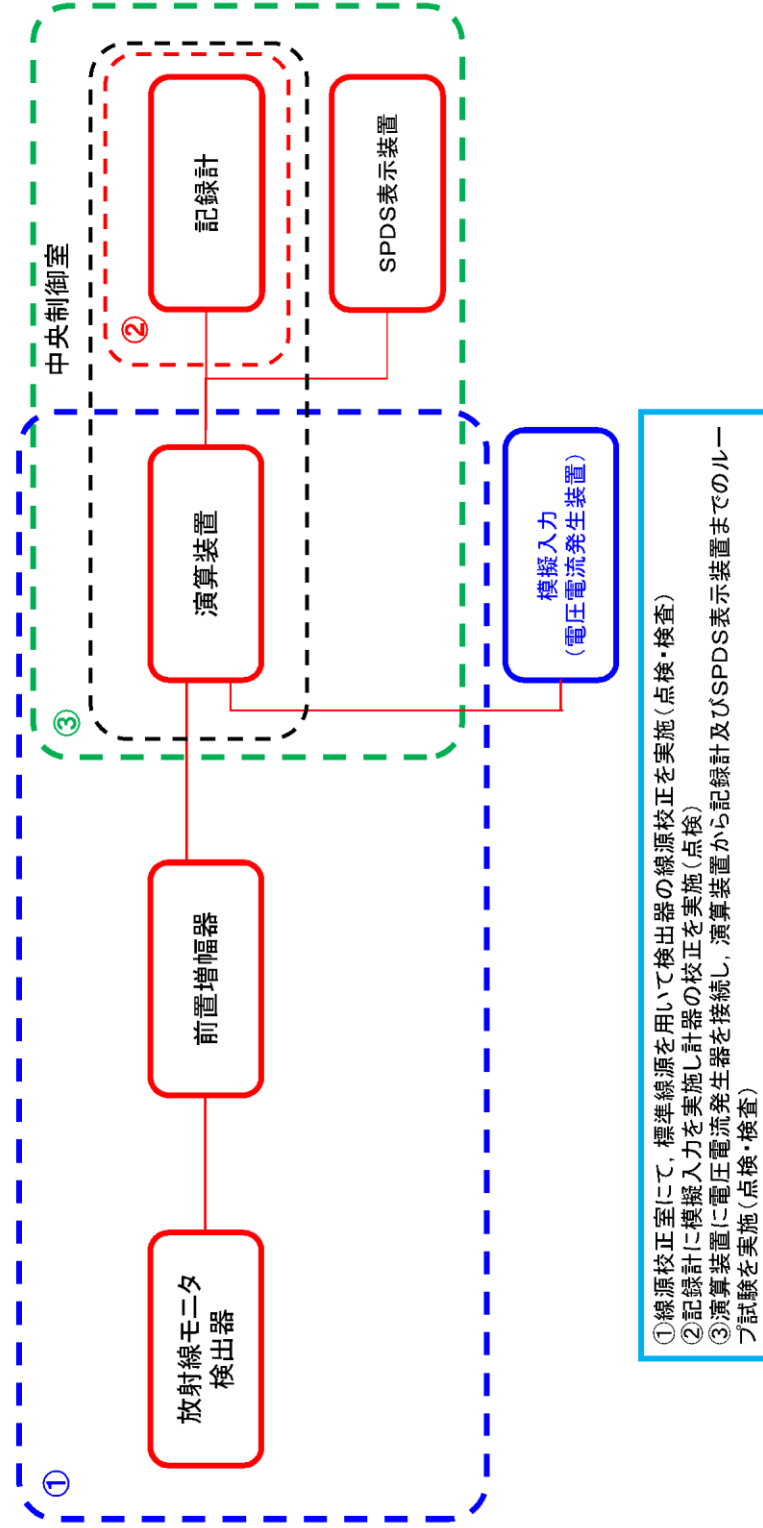 ①
放射線モニタ
検出器
前置増幅器
③
演算装置
中央制御室
②
記録計
SPDS表示装置
模擬入力
(電圧電流発生装置)
①線源校正室にて，標準線源を用いて検出器の線源校正を実施(点検・検査)
②記録計に模擬入力を実施し計器の校正を実施(点検)
③演算装置に電圧電流発生器を接続し，演算装置から記録計及びSPDS表示装置までのルー
プ試験を実施(点検・検査)